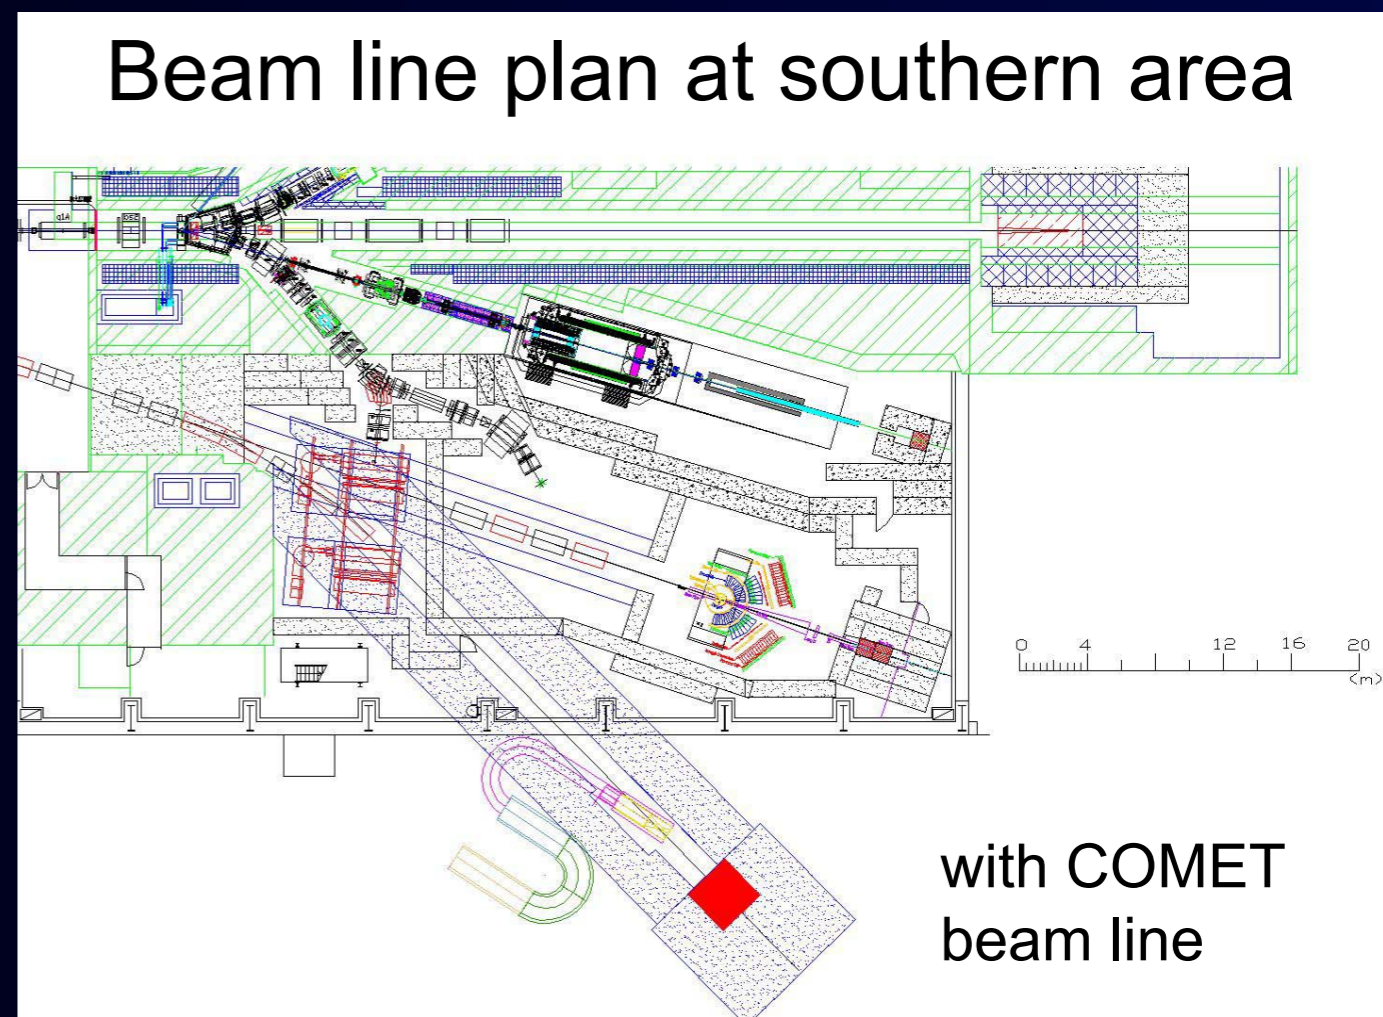 Beam line plan at southern area
0 4 12 16 20
(m)
with COMET
beam line